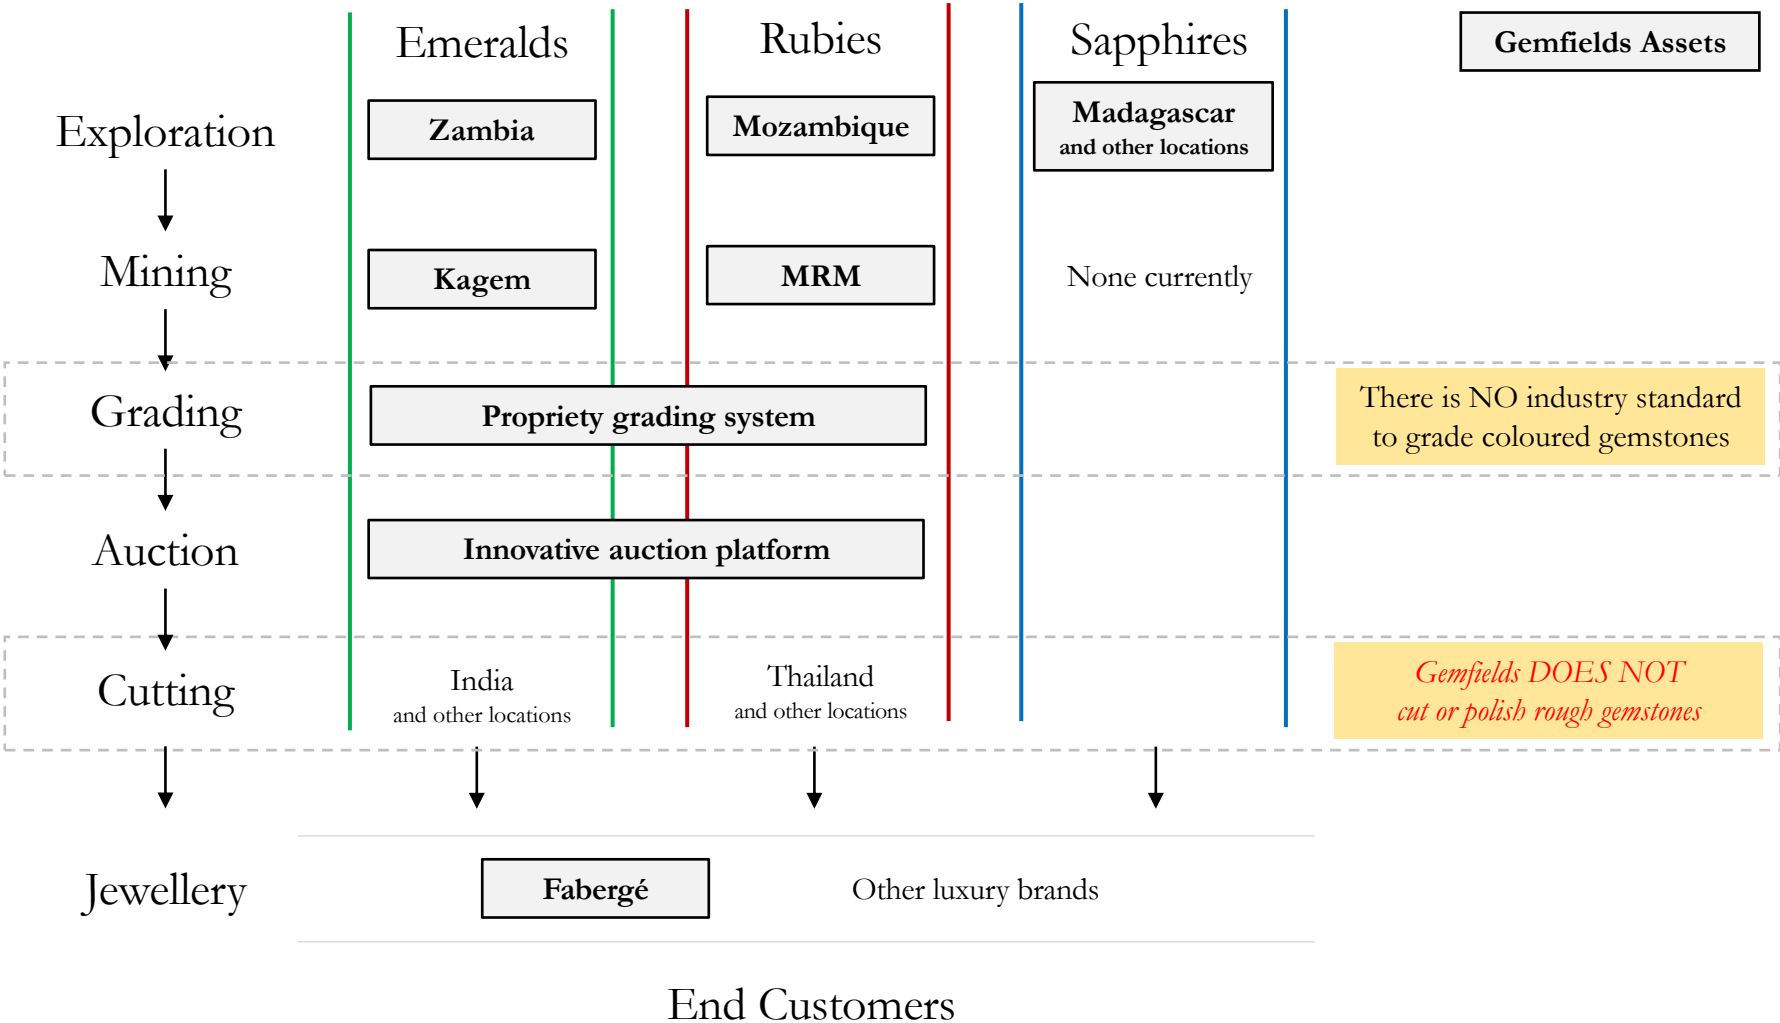 Emeralds
Rubies
Sapphires
Gemfields Assets
Exploration
Zambia
Mozambique
Madagascar
and other locations
Mining
Kagem
MRM
None currently
Grading
Propriety grading system
There is NO industry standard
to grade coloured gemstones
Auction
Innovative auction platform
Cutting
India
and other locations
Thailand
and other locations
Gemfields DOES NOT
cut or polish rough gemstones
Jewellery
Fabergé
Other luxury brands
End Customers